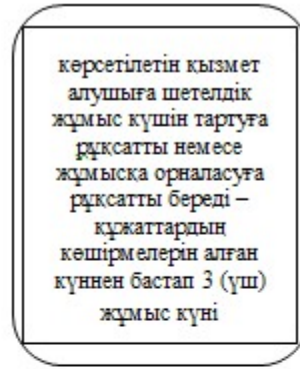 көрсетілетін қызмет
алушыға шетелдік
жұмыс күшін тартуға
рұқсатты немесе
жұмысқа орналасуға
рұқсатты береді –
құжаттардың
көшірмелерін алған
күннен бастап 3 (үш)
жұмыс күні